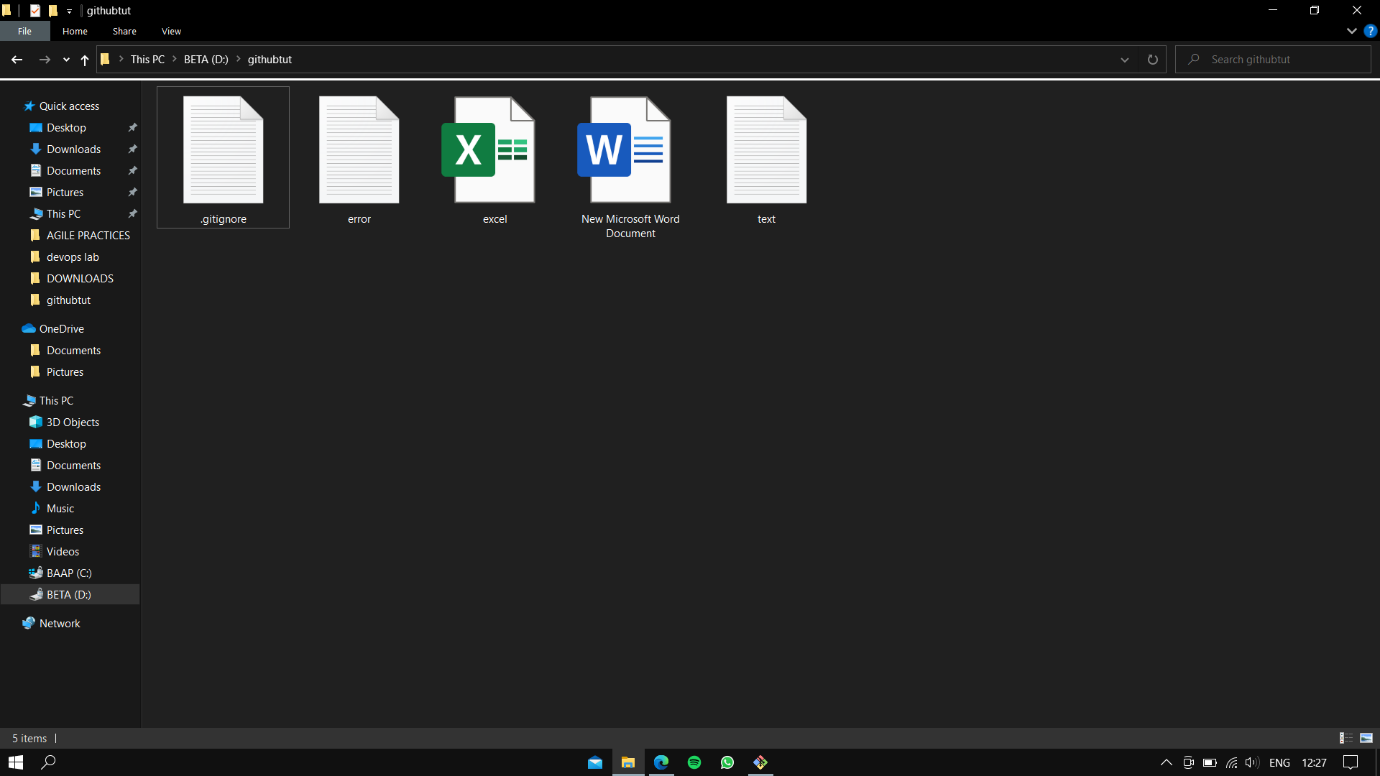 githubtut
File Home Share View
This PC BETA (D:) githubtut
Search githubtut
Quick access
Desktop
Downloads
Documents
Pictures
This PC
AGILE PRACTICES
devops lab
DOWNLOADS
githubtut
OneDrive
Documents
Pictures
This PC
3D Objects
Desktop
Documents
Downloads
Music
Pictures
Videos
BAAP (C:)
BETA (D:)
Network
.gitignore
error
X
excel
W
New Microsoft Word
Document
text
5 items
ENG 12:27